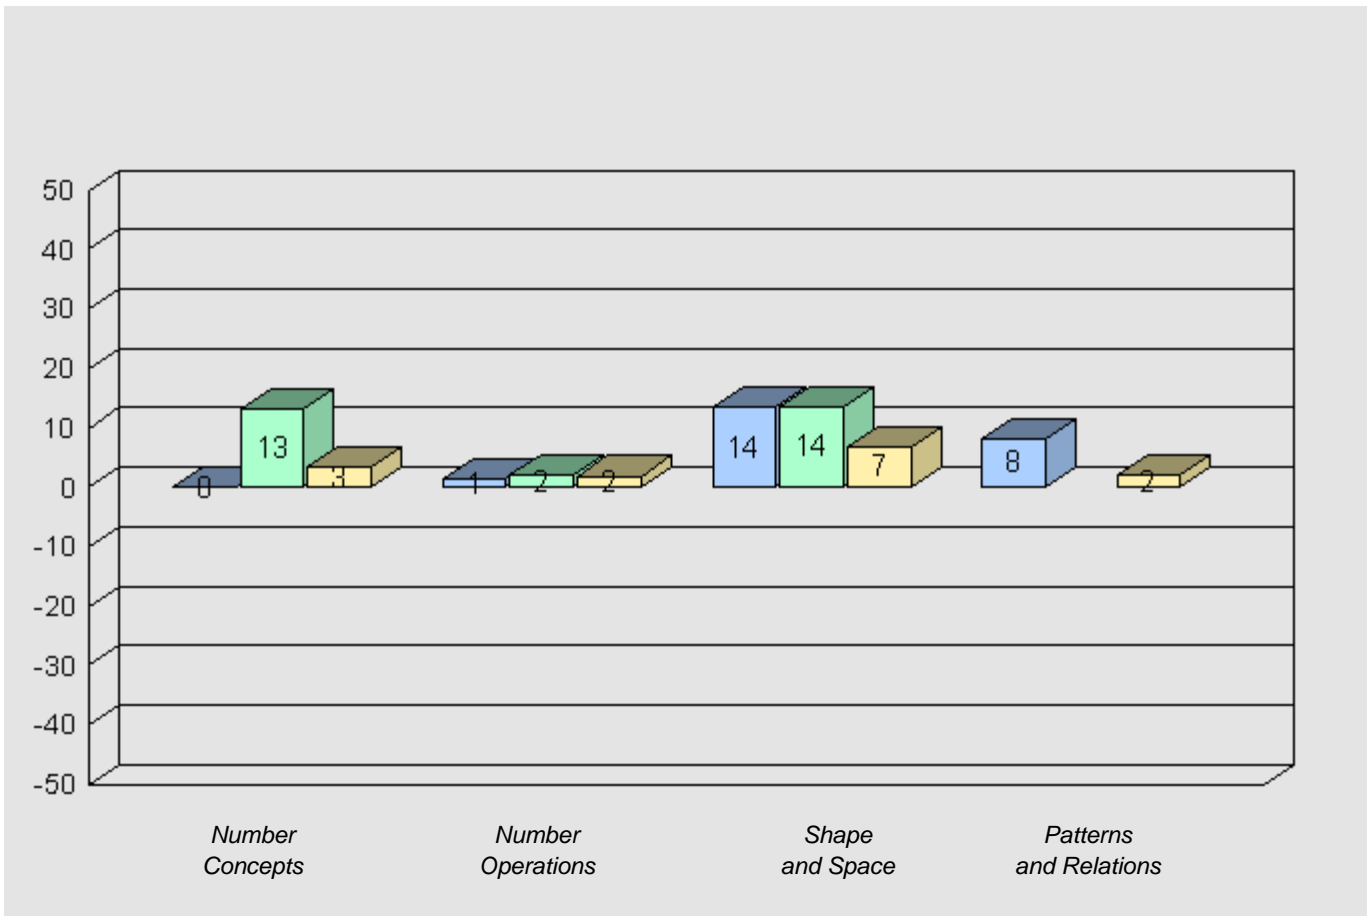 50
40
30
20
10
0
-10
-20
-30
-40
-50
0 13 3 1 2 2 14 14 7 8 2
Number
Concepts
Number
Operations
Shape
and Space
Patterns
and Relations